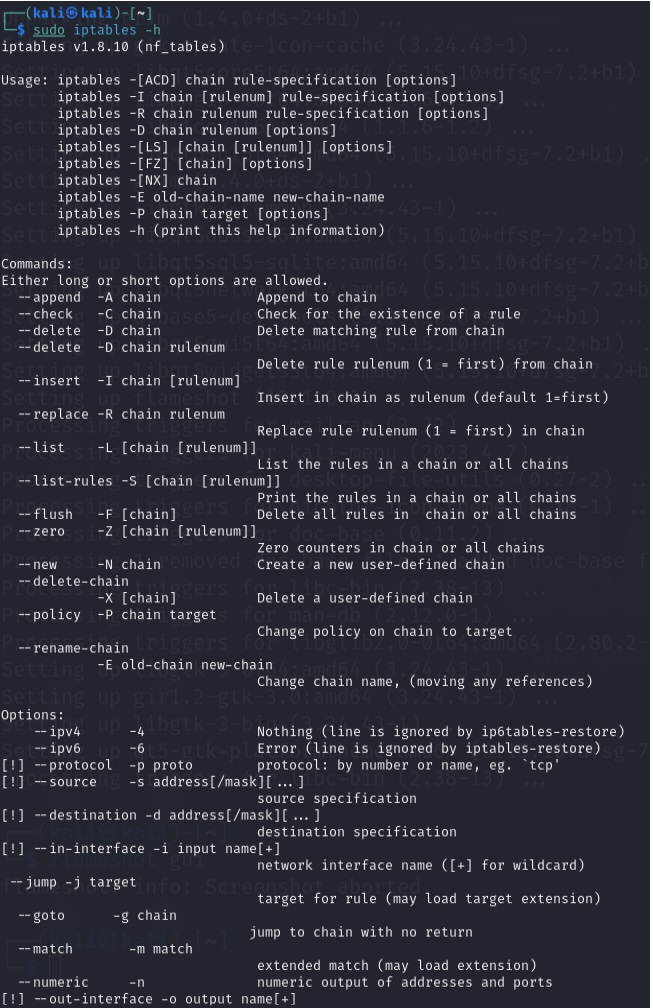 (kali㉿kali)-[~]
$ sudo iptables -h
iptables v1.8.10 (nf_tables)

Usage: iptables -[ACD] chain rule-specification [options]
       iptables -I chain [rulenum] rule-specification [options]
       iptables -R chain rulenum rule-specification [options]
       iptables -D chain rulenum [options]
       iptables -[LS] [chain [rulenum]] [options]
       iptables -[FZ] [chain] [options]
       iptables -[NX] chain
       iptables -E old-chain-name new-chain-name
       iptables -P chain target [options]
       iptables -h (print this help information)

Commands:
Either long or short options are allowed.
  --append  -A chain            Append to chain
  --check   -C chain            Check for the existence of a rule
  --delete  -D chain            Delete matching rule from chain
  --delete  -D chain rulenum
                                Delete rule rulenum (1 = first) from chain
  --insert  -I chain [rulenum]
                                Insert in chain as rulenum (default 1=first)
  --replace -R chain rulenum
                                Replace rule rulenum (1 = first) in chain
  --list    -L [chain [rulenum]]
                                List the rules in a chain or all chains
  --list-rules -S [chain [rulenum]]
                                Print the rules in a chain or all chains
  --flush   -F [chain]          Delete all rules in  chain or all chains
  --zero    -Z [chain [rulenum]]
                                Zero counters in chain or all chains
  --new     -N chain            Create a new user-defined chain
  --delete-chain
            -X [chain]          Delete a user-defined chain
  --policy  -P chain target
                                Change policy on chain to target
  --rename-chain
            -E old-chain new-chain
                                Change chain name, (moving any references)

Options:
    --ipv4      -4              Nothing (line is ignored by ip6tables-restore)
    --ipv6      -6              Error (line is ignored by iptables-restore)
[!] --protocol  -p proto        protocol: by number or name, eg. `tcp'
[!] --source    -s address[/mask][...]
                                source specification
[!] --destination -d address[/mask][...]
                                destination specification
[!] --in-interface -i input name[+]
                                network interface name ([+] for wildcard)
 --jump -j target
                                target for rule (may load target extension)
  --goto      -g chain
                               jump to chain with no return
  --match       -m match
                                extended match (may load extension)
  --numeric     -n              numeric output of addresses and ports
[!] --out-interface -o output name[+]